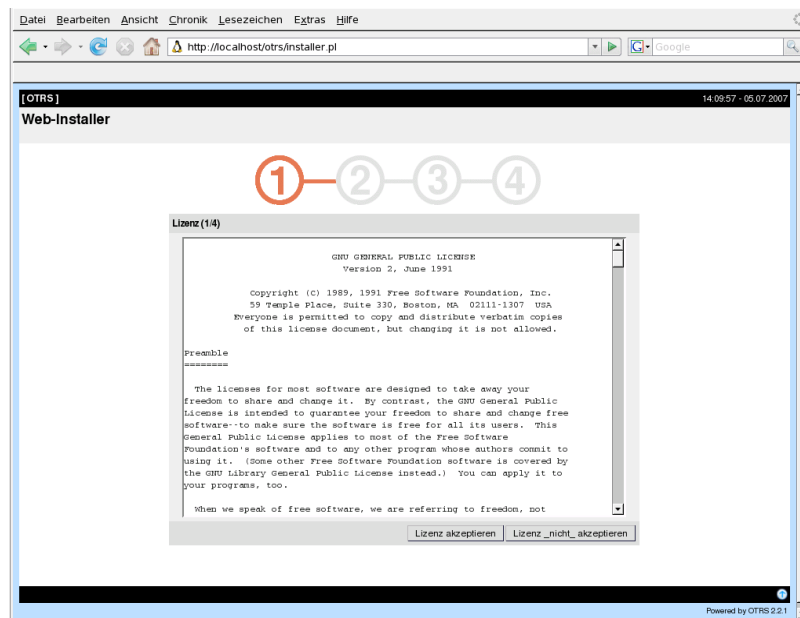 Datei Bearbeiten Ansicht Chronik Lesezeichen Extras Hilfe
http://localhost/otrs/installer.pl
G Google
[ OTRS ]
14:09:57 - 05.07.2007
Web-Installer
1 2 3 4
Lizenz (1/4)
GNU GENERAL PUBLIC LICENSE
Version 2, June 1991
Copyright (C) 1989, 1991 Free Software Foundation, Inc.
59 Temple Place, Suite 330, Boston, MA 02111-1307 USA
Everyone is permitted to copy and distribute verbatim copies
of this license document, but changing it is not allowed.
Preamble
========
The licenses for most software are designed to take away your
freedom to share and change it. By contrast, the GNU General Public
License is intended to guarantee your freedom to share and change free
software--to make sure the software is free for all its users. This
General Public License applies to most of the Free Software
Foundation's software and to any other program whose authors commit to
using it. (Some other Free Software Foundation software is covered by
the GNU Library General Public License instead.) You can apply it to
your programs, too.
When we speak of free software, we are referring to freedom, not
Lizenz akzeptieren Lizenz _nicht_ akzeptieren
Powered by OTRS 2.2.1